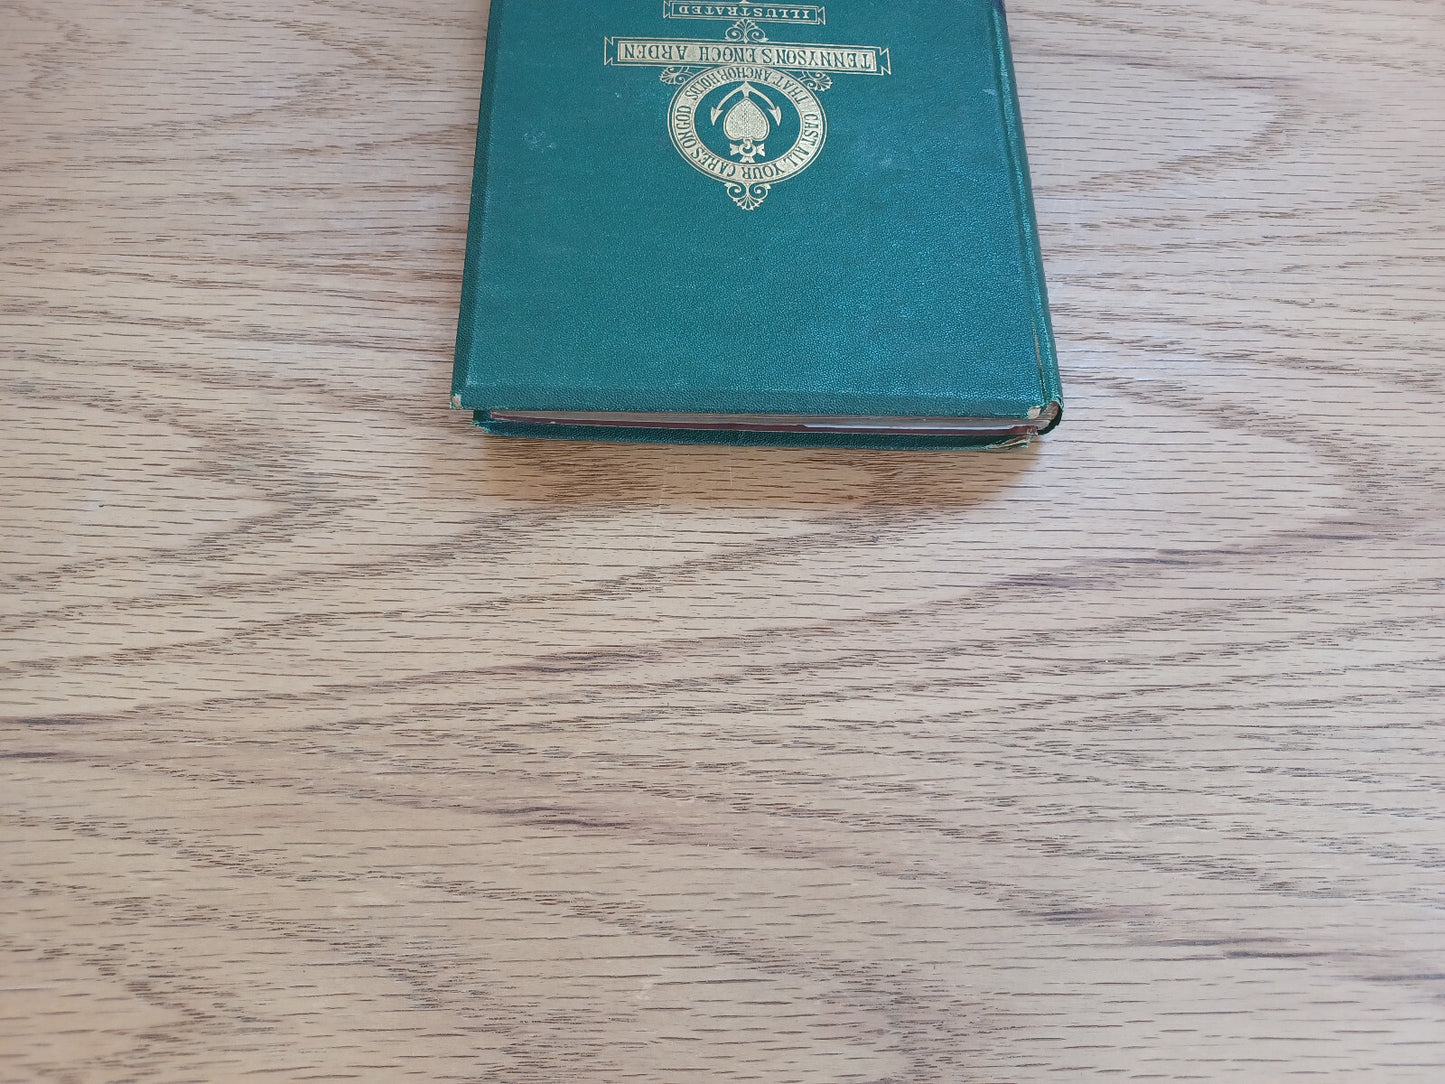 CAST ALL YOUR CARES ON GOD
THAT ANCHOR HOLDS
TENNYSON'S ENOCH ARDEN
ILLUSTRATED